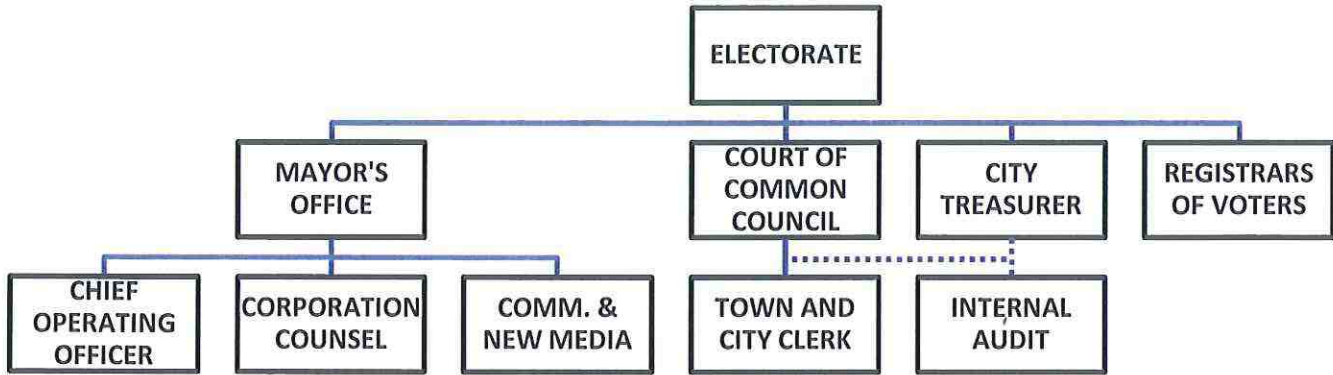 ELECTORATE
MAYOR'S
OFFICE
COURT OF
COMMON
COUNCIL
CITY
TREASURER
REGISTRARS
OF VOTERS
CHIEF
OPERATING
OFFICER
CORPORATION
COUNSEL
COMM. &
NEW MEDIA
TOWN AND
CITY CLERK
INTERNAL
AUDIT